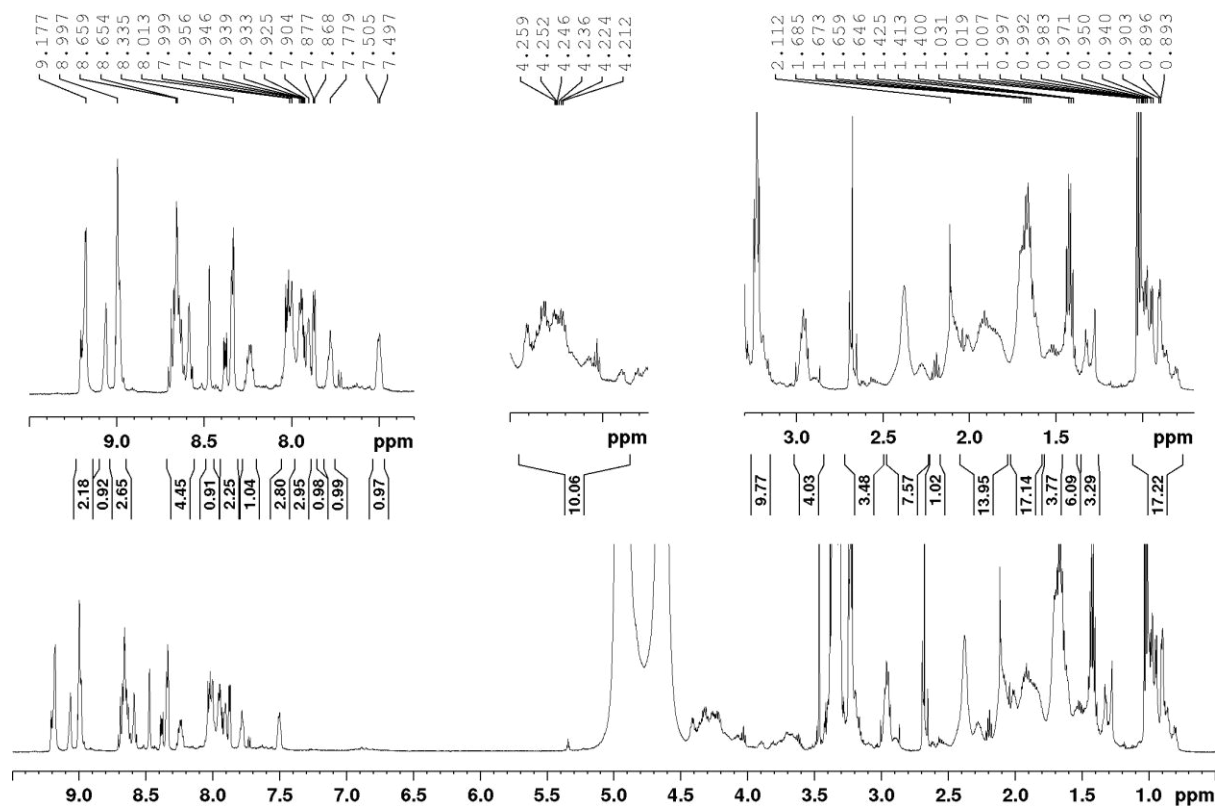 9.177 8.997 8.659 8.654 8.335 8.013 7.999 7.956 7.946 7.939 7.933 7.925 7.904 7.877 7.868 7.779 7.505 7.497
4.259 4.252 4.246 4.236 4.224 4.212
2.112 1.685 1.673 1.659 1.646 1.425 1.413 1.400 1.031 1.019 1.007 0.997 0.992 0.983 0.971 0.950 0.940 0.903 0.896 0.893
9.0 8.5 8.0 ppm
ppm
3.0 2.5 2.0 1.5 ppm
2.18 0.92 2.65 4.45 0.91 2.25 1.04 2.80 2.95 0.98 0.99 0.97
10.06
9.77 4.03 3.48 7.57 1.02 13.95 17.14 3.77 6.09 3.29 17.22
9.0 8.5 8.0 7.5 7.0 6.5 6.0 5.5 5.0 4.5 4.0 3.5 3.0 2.5 2.0 1.5 1.0 ppm